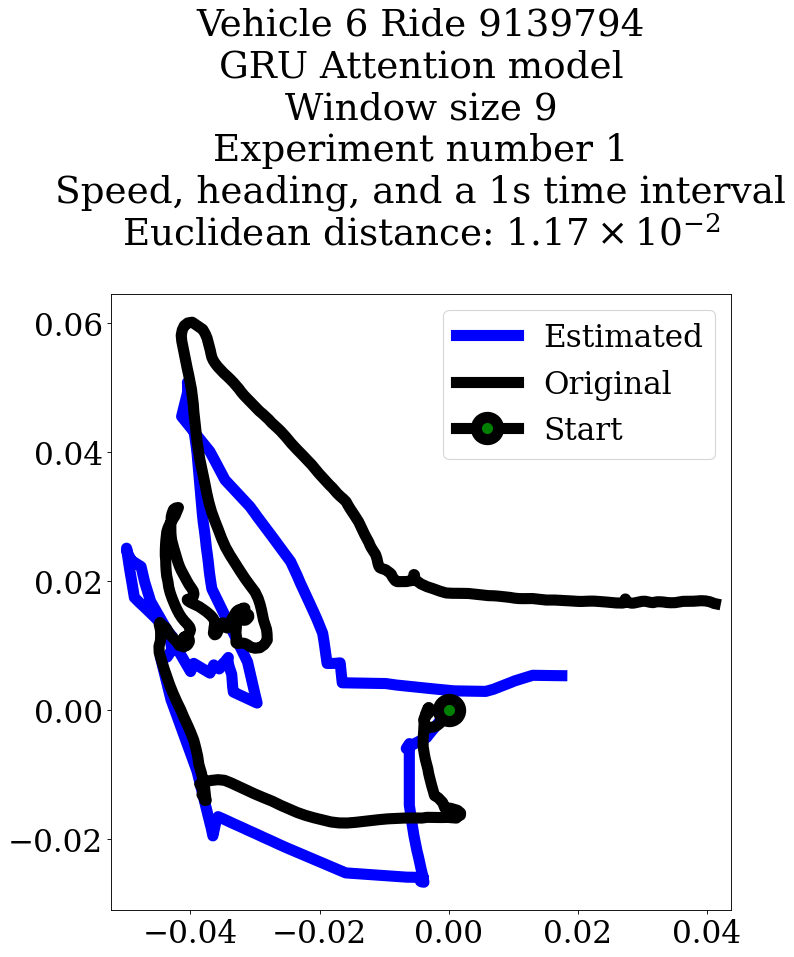 Vehicle 6 Ride 9139794
GRU Attention model
Window size 9
Experiment number 1
Speed, heading, and a 1s time interval
Euclidean distance: 1.17 × 10⁻²
Estimated
Original
Start
0.06
0.04
0.02
0.00
−0.02
−0.04 −0.02 0.00 0.02 0.04